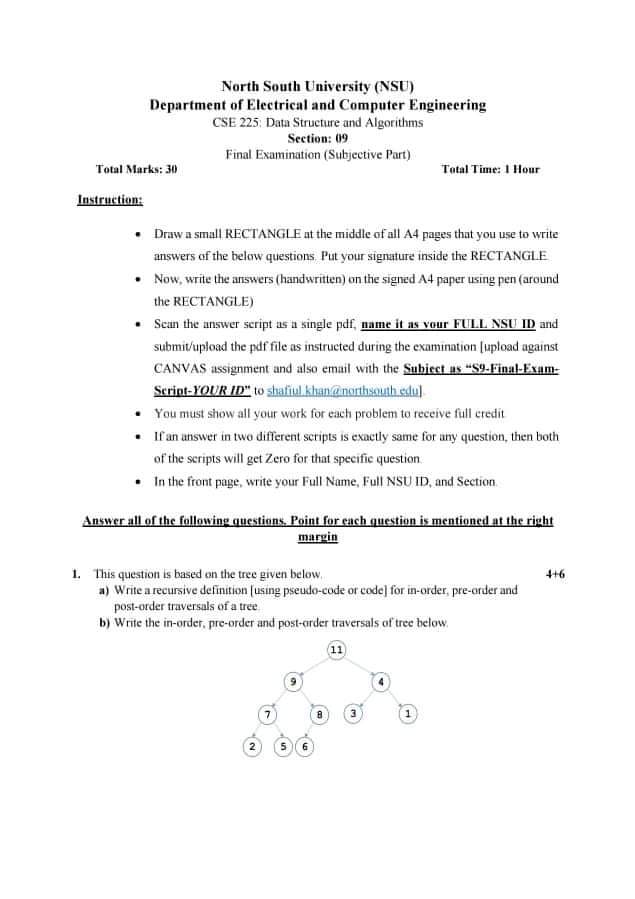 North South University (NSU)
Department of Electrical and Computer Engineering
CSE 225: Data Structure and Algorithms
Section: 09
Final Examination (Subjective Part)
Total Marks: 30 Total Time: 1 Hour
Instruction:
• Draw a small RECTANGLE at the middle of all A4 pages that you use to write
answers of the below questions. Put your signature inside the RECTANGLE.
• Now, write the answers (handwritten) on the signed A4 paper using pen (around
the RECTANGLE)
• Scan the answer script as a single pdf, name it as your FULL NSU ID and
submit/upload the pdf file as instructed during the examination [upload against
CANVAS assignment and also email with the Subject as “S9-Final-Exam-
Script-YOUR ID” to shafiul.khan@northsouth.edu].
• You must show all your work for each problem to receive full credit.
• If an answer in two different scripts is exactly same for any question, then both
of the scripts will get Zero for that specific question.
• In the front page, write your Full Name, Full NSU ID, and Section.
Answer all of the following questions. Point for each question is mentioned at the right
margin
1. This question is based on the tree given below. 4+6
a) Write a recursive definition [using pseudo-code or code] for in-order, pre-order and
post-order traversals of a tree.
b) Write the in-order, pre-order and post-order traversals of tree below.
11
9 4
7 8 3 1
2 5 6